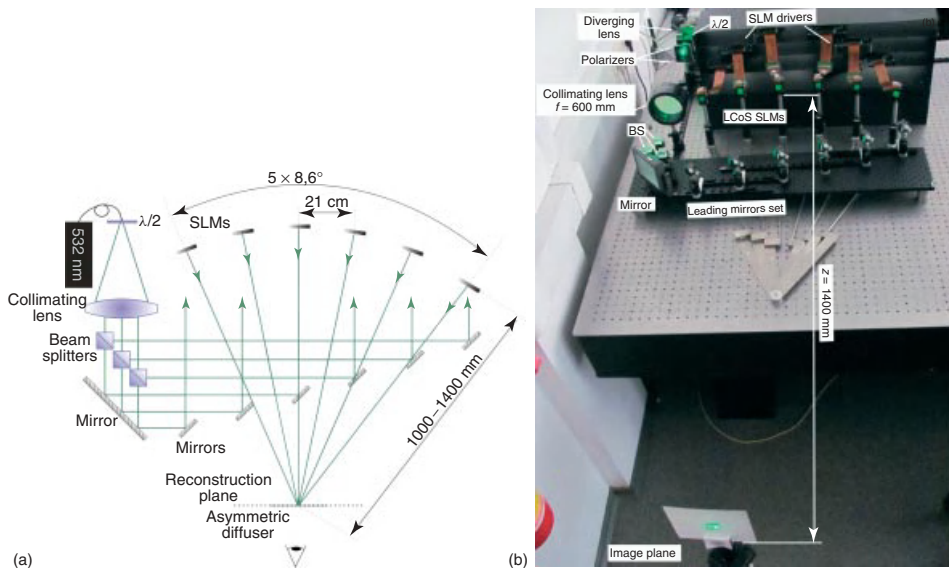 5 × 8,6°
21 cm
SLMs
λ/2
532 nm
Collimating
lens
Beam
splitters
Mirror
Mirrors
1000–1400 mm
Reconstruction
plane
Asymmetric
diffuser
(a)
Diverging
lens
λ/2
SLM drivers
Polarizers
Collimating lens
f = 600 mm
LCoS SLMs
BS
Mirror
Leading mirrors set
z = 1400 mm
Image plane
(b)